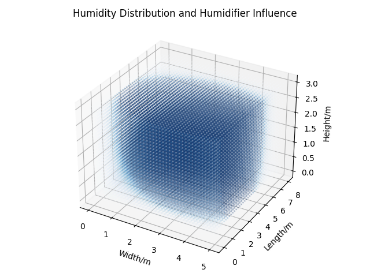 Humidity Distribution and Humidifier Influence
3.0
2.5
2.0
1.5
1.0
0.5
0.0
Height/m
0 1 2 3 4 5
Width/m
0 1 2 3 4 5 6 7 8
Length/m